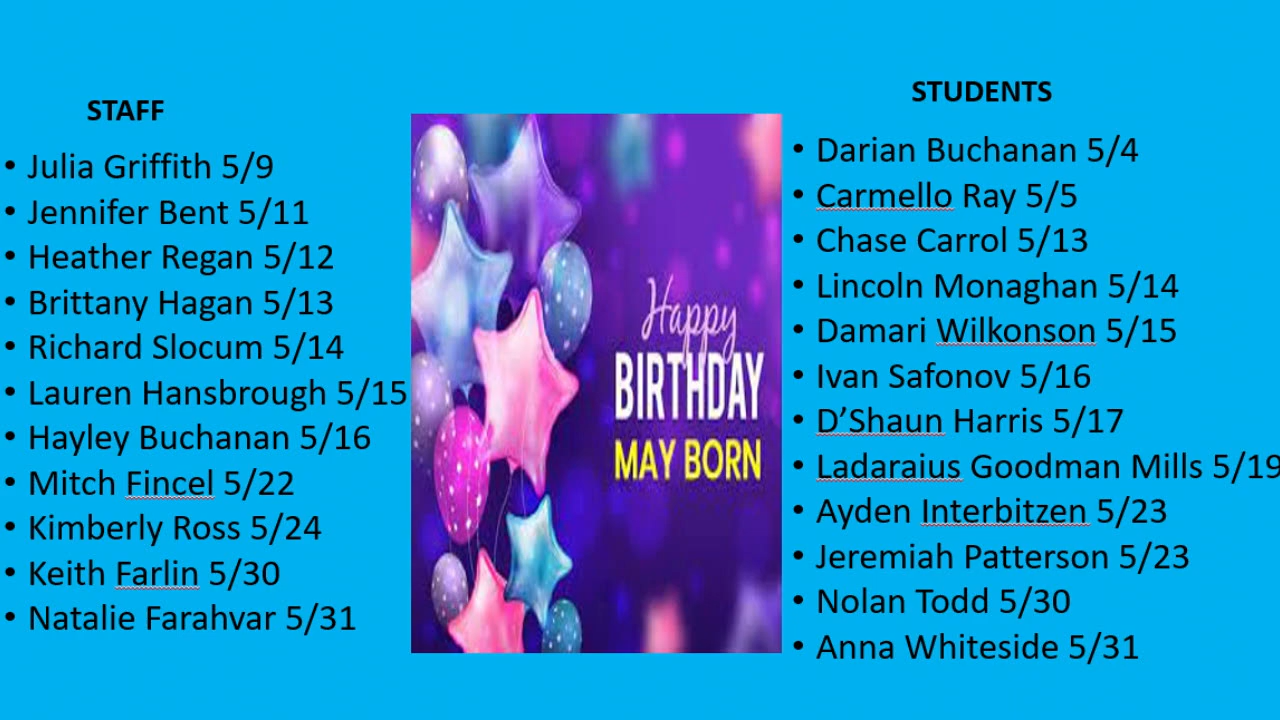 STAFF
• Julia Griffith 5/9
• Jennifer Bent 5/11
• Heather Regan 5/12
• Brittany Hagan 5/13
• Richard Slocum 5/14
• Lauren Hansbrough 5/15
• Hayley Buchanan 5/16
• Mitch Fincel 5/22
• Kimberly Ross 5/24
• Keith Farlin 5/30
• Natalie Farahvar 5/31
Happy
BIRTHDAY
MAY BORN
STUDENTS
• Darian Buchanan 5/4
• Carmello Ray 5/5
• Chase Carrol 5/13
• Lincoln Monaghan 5/14
• Damari Wilkonson 5/15
• Ivan Safonov 5/16
• D’Shaun Harris 5/17
• Ladaraius Goodman Mills 5/19
• Ayden Interbitzen 5/23
• Jeremiah Patterson 5/23
• Nolan Todd 5/30
• Anna Whiteside 5/31